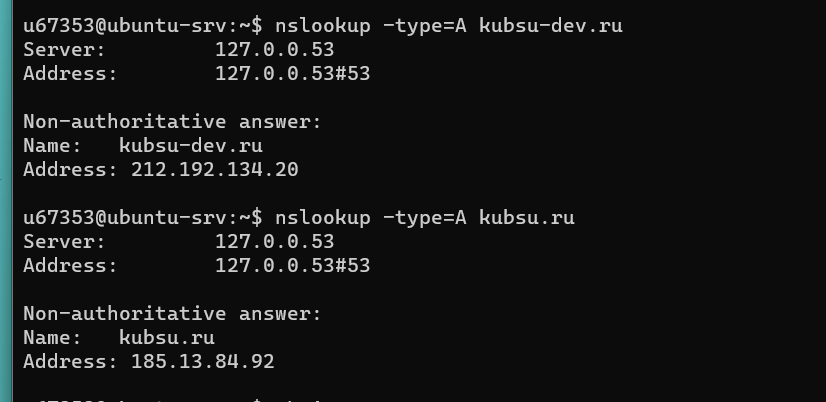 u67353@ubuntu-srv:~$ nslookup -type=A kubsu-dev.ru
Server:         127.0.0.53
Address:        127.0.0.53#53

Non-authoritative answer:
Name:   kubsu-dev.ru
Address: 212.192.134.20

u67353@ubuntu-srv:~$ nslookup -type=A kubsu.ru
Server:         127.0.0.53
Address:        127.0.0.53#53

Non-authoritative answer:
Name:   kubsu.ru
Address: 185.13.84.92